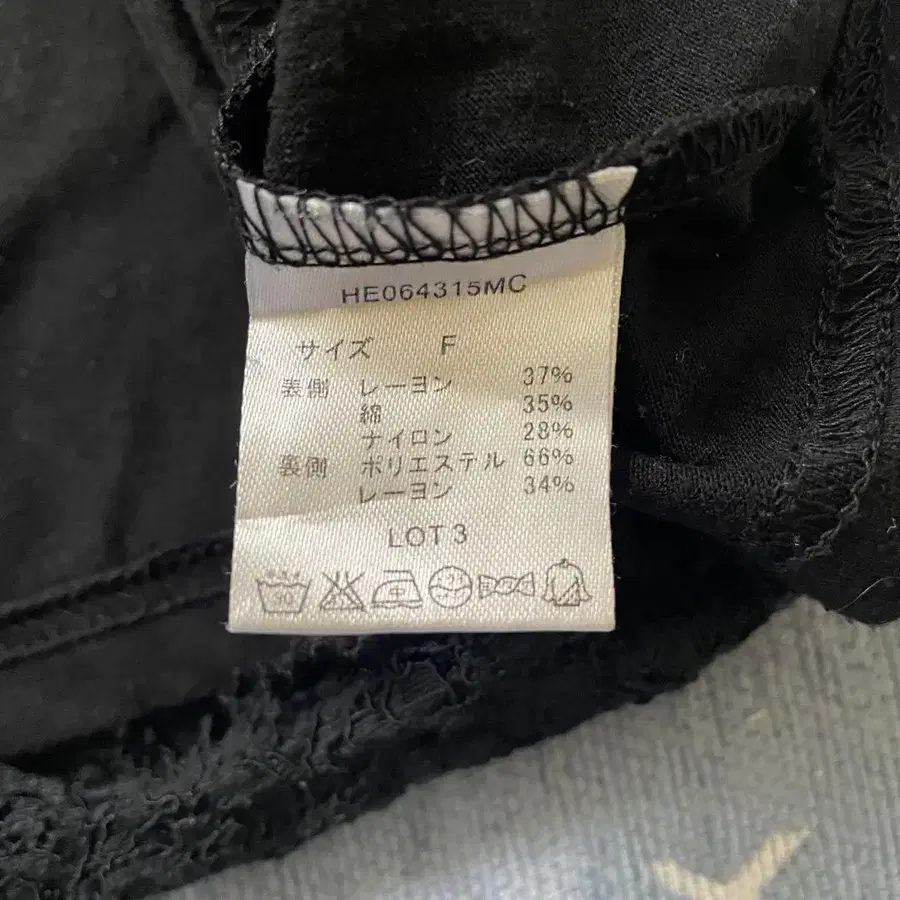 HE064315MC
サイズ F
表側 レーヨン 37%
綿 35%
ナイロン 28%
裏側 ポリエステル 66%
レーヨン 34%
LOT 3